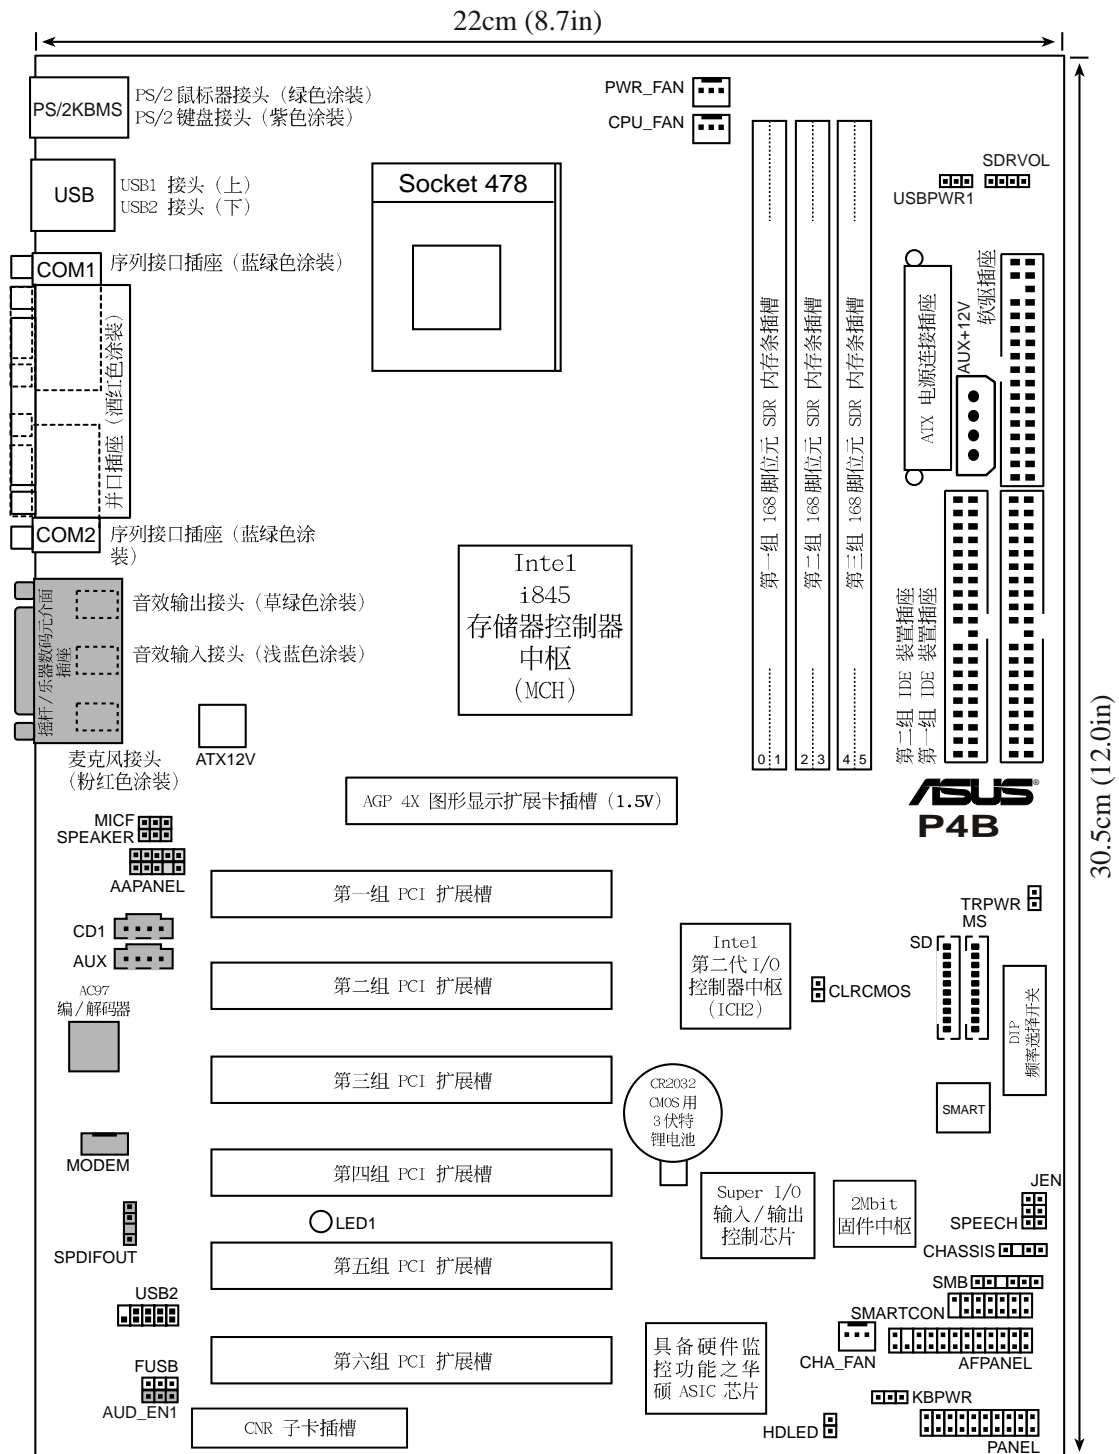 22cm (8.7in)
PS/2KBMS
PS/2 鼠标器接头（绿色涂装）
PS/2 键盘接头（紫色涂装）
PWR_FAN
CPU_FAN
USB
USB1 接头（上）
USB2 接头（下）
Socket 478
SDRVOL
USBPWR1
COM1
序列接口插座（蓝绿色涂装）
并口插座（酒红色涂装）
COM2
序列接口插座（蓝绿色涂
装）
第一组 168脚位元 SDR 内存条插槽
第二组 168脚位元 SDR 内存条插槽
第三组 168脚位元 SDR 内存条插槽
0 1
2 3
4 5
ATX 电源连接插座
AUX+12V
软驱插座
第二组 IDE 装置插座
第一组 IDE 装置插座
30.5cm (12.0in)
Intel
i845
存储器控制器
中枢
（MCH）
摇杆/乐器数码元介面
插座
音效输出接头（草绿色涂装）
音效输入接头（浅蓝色涂装）
麦克风接头
（粉红色涂装）
ATX12V
AGP 4X 图形显示扩展卡插槽（1.5V）
ASUS®
P4B
MICF
SPEAKER
AAPANEL
第一组 PCI 扩展槽
CD1
AUX
AC97
编/解码器
第二组 PCI 扩展槽
Intel
第二代 I/O
控制器中枢
（ICH2）
CLRCMOS
TRPWR
MS
SD
DIP
频率选择开关
第三组 PCI 扩展槽
CR2032
CMOS 用
3 伏特
锂电池
SMART
MODEM
第四组 PCI 扩展槽
Super I/O
输入/输出
控制芯片
2Mbit
固件中枢
JEN
SPEECH
CHASSIS
LED1
SPDIFOUT
第五组 PCI 扩展槽
SMB
SMARTCON
USB2
CHA_FAN
AFPANEL
第六组 PCI 扩展槽
具备硬件监
控功能之华
硕 ASIC 芯片
FUSB
AUD_EN1
KBPWR
CNR 子卡插槽
HDLED
PANEL